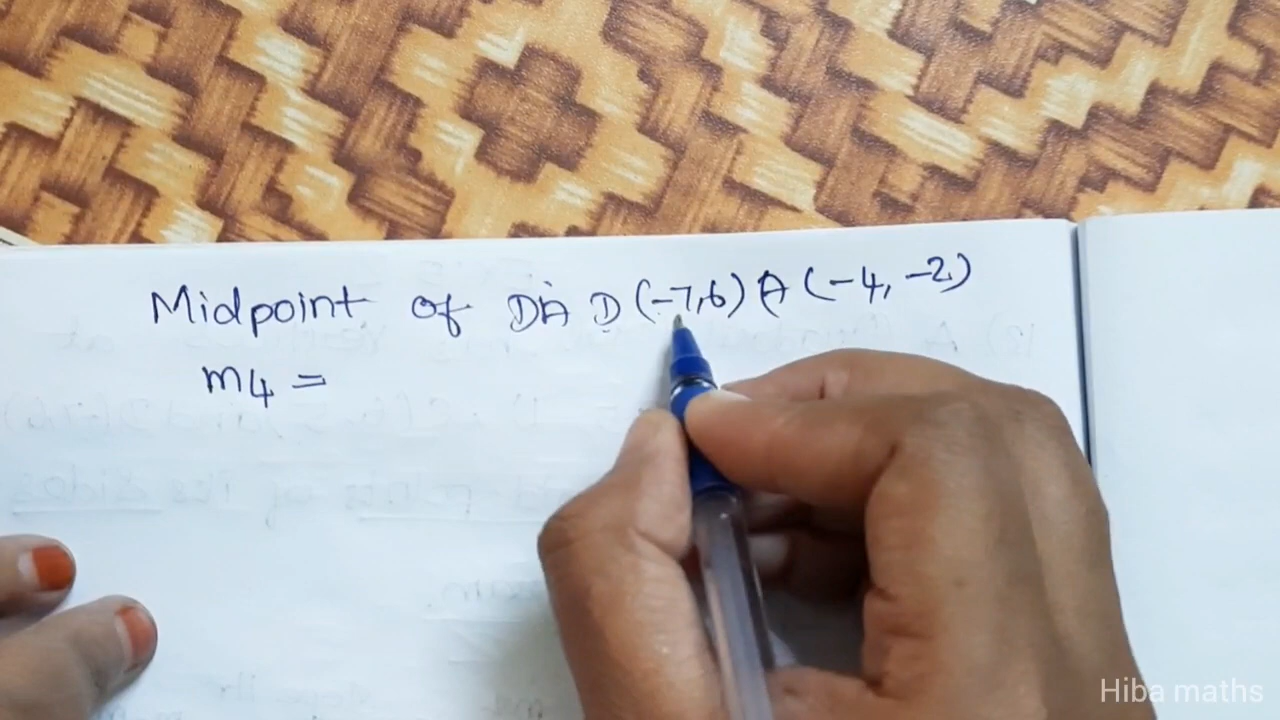 Midpoint of DA D(-7,6) A(-4,-2)
m4 =
Hiba maths